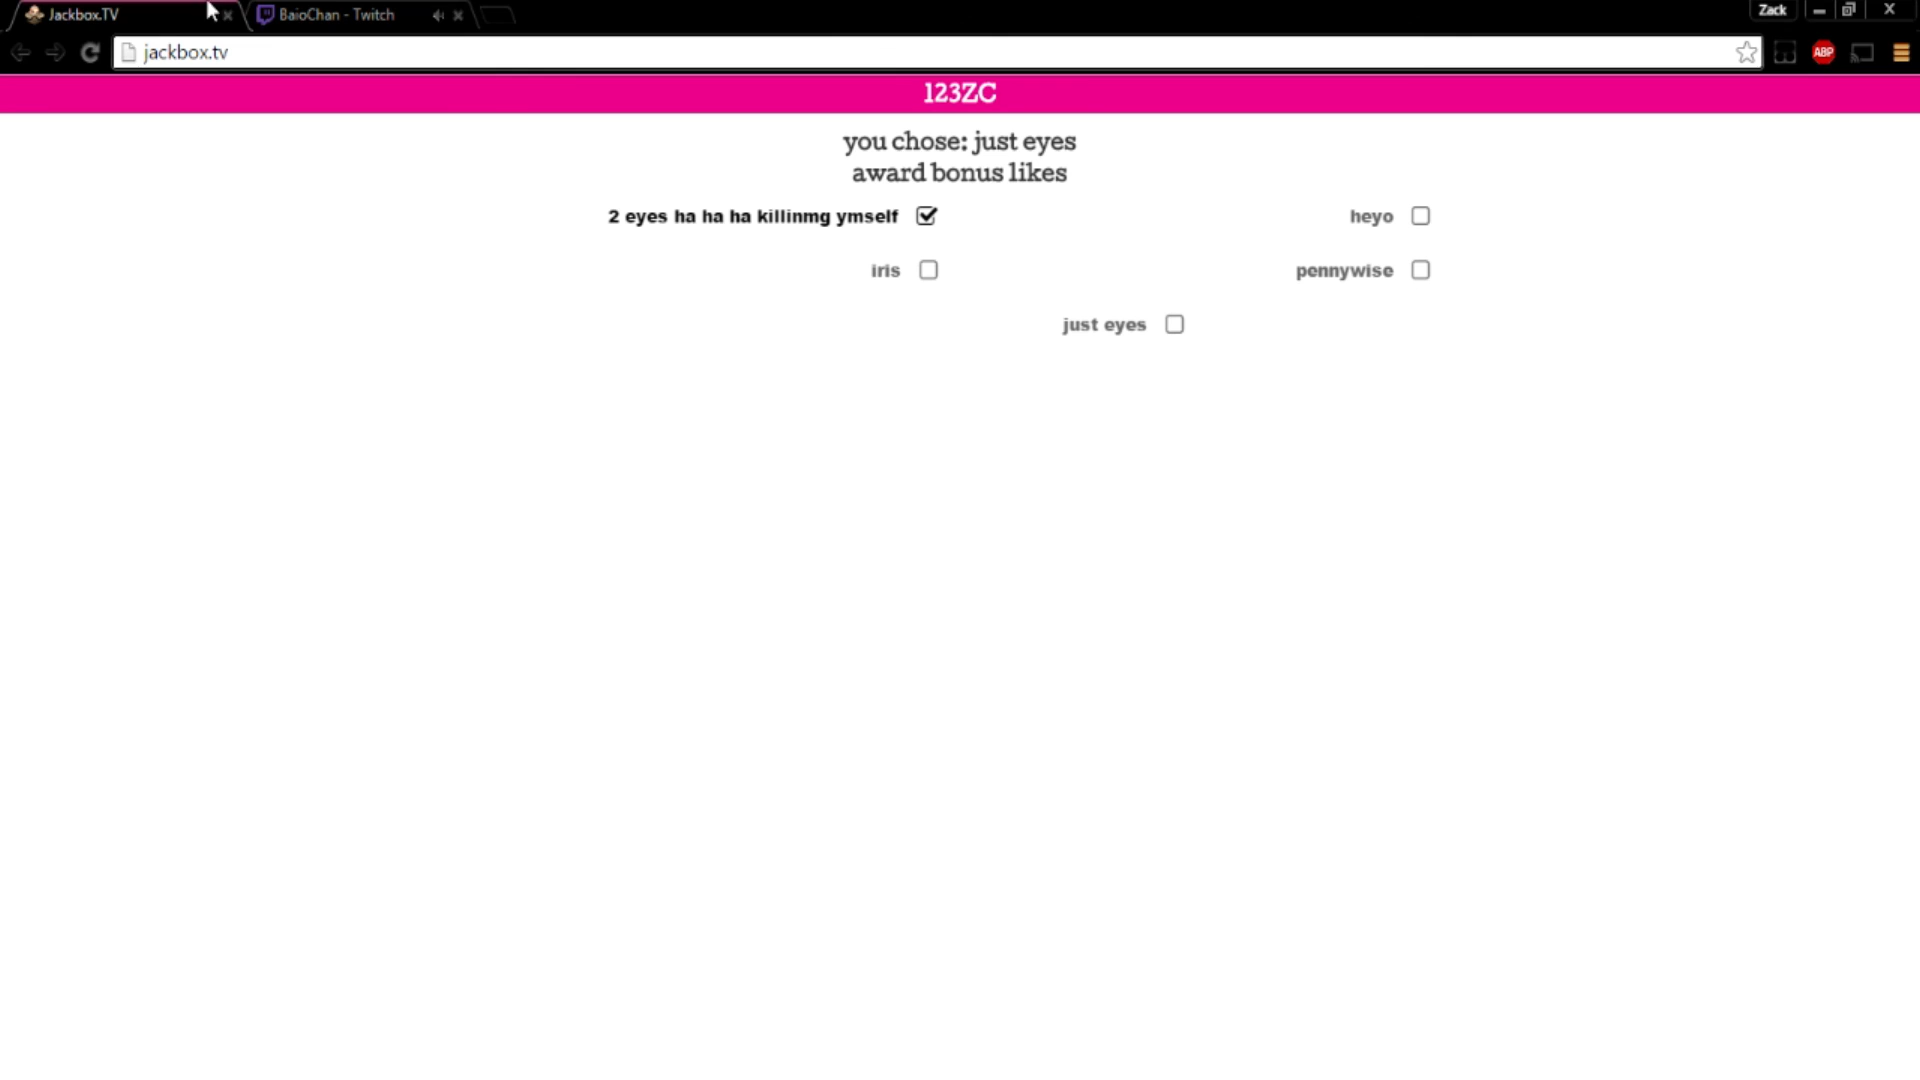 Jackbox.TV
BaioChan - Twitch
Zack
jackbox.tv
ABP
123ZC
you chose: just eyes
award bonus likes
2 eyes ha ha ha killinmg ymself
heyo
iris
pennywise
just eyes